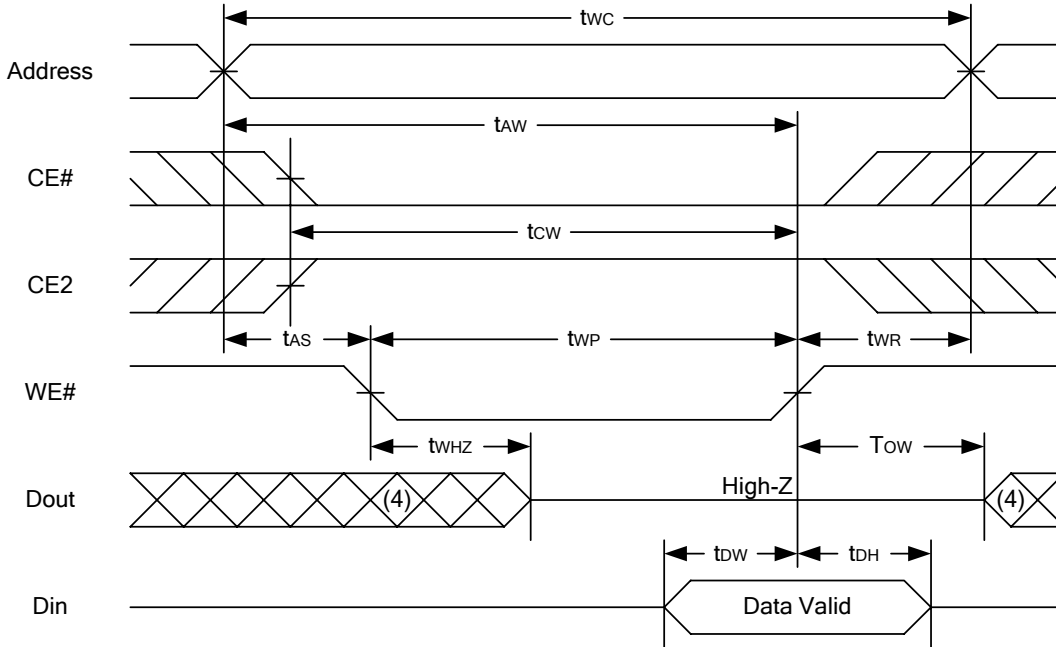 tWC
Address
tAW
CE#
tCW
CE2
tAS tWP tWR
WE#
tWHZ TOW
Dout (4) High-Z (4)
tDW tDH
Din Data Valid